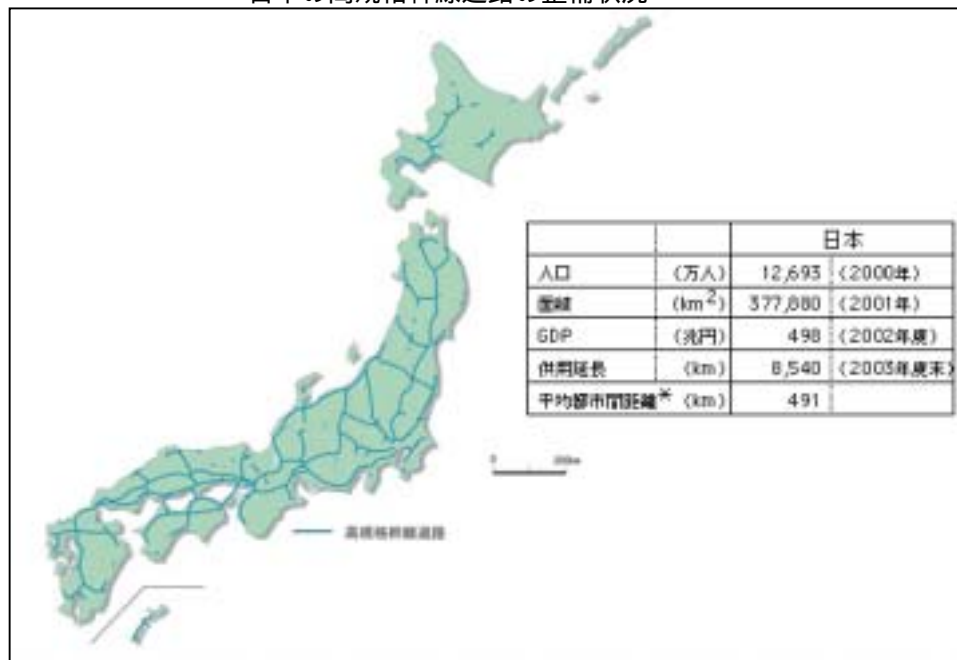 日本の高規格幹線道路の整備状況
日本
人口 (万人) 12,693 (2000年)
面積 (km²) 377,880 (2001年)
GDP (兆円) 498 (2002年度)
供用延長 (km) 8,540 (2003年度末)
平均都市間距離* (km) 491
0
高規格幹線道路